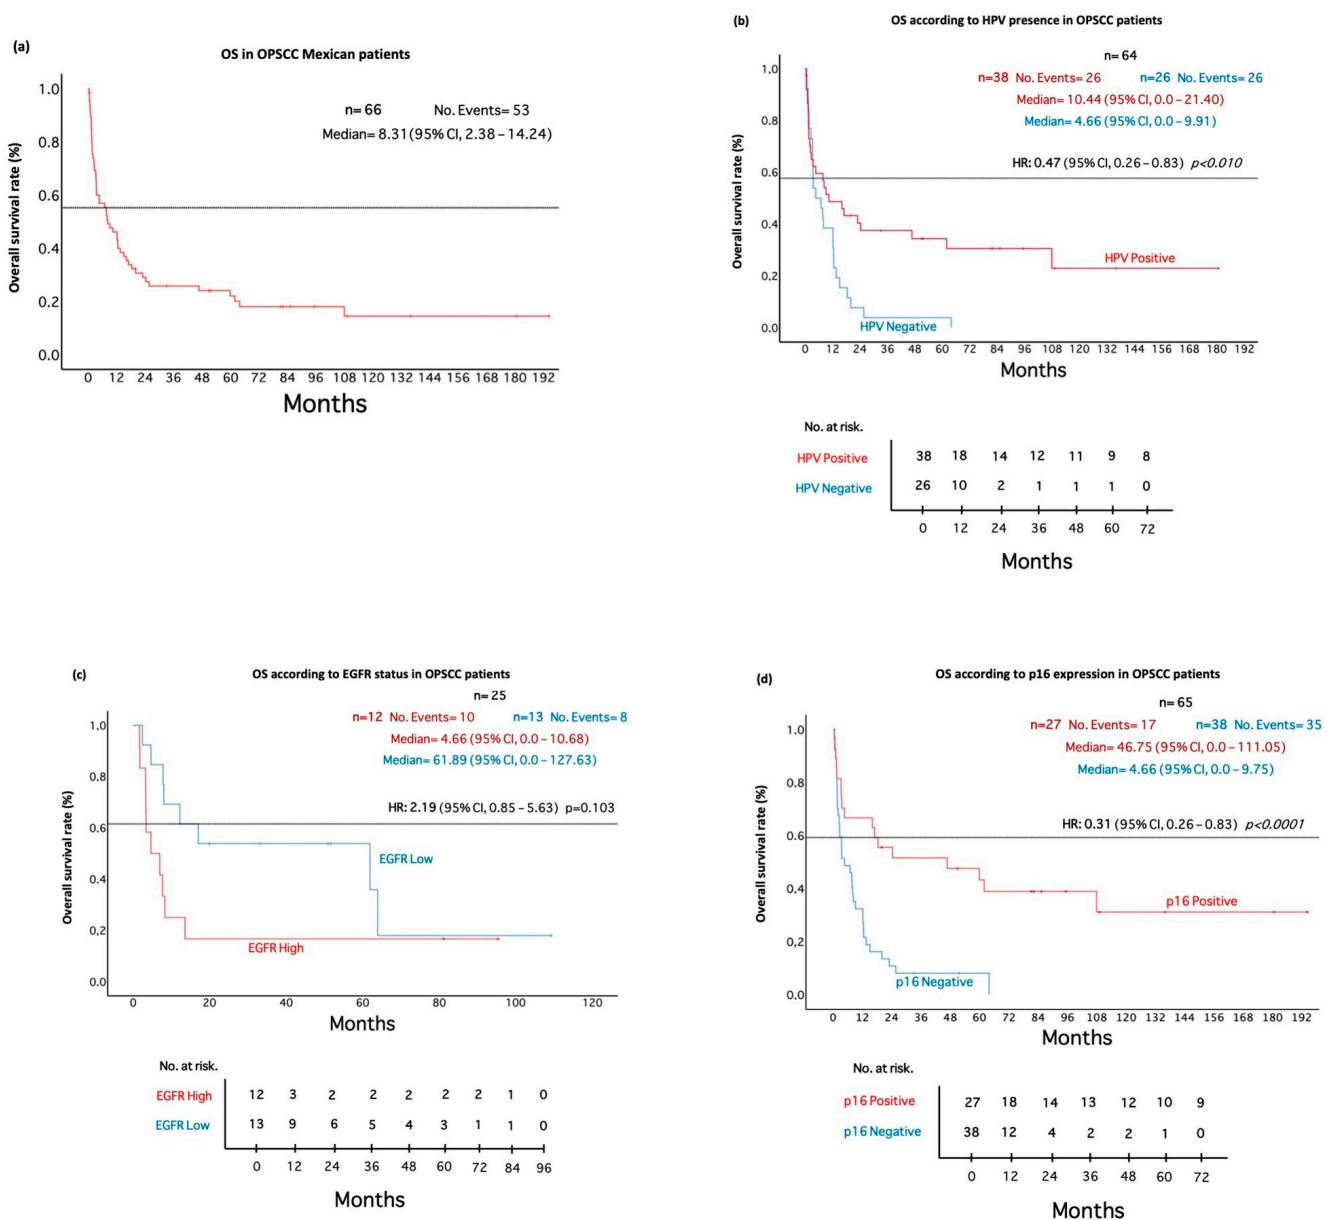 (a)
OS in OPSCC Mexican patients
n= 66 No. Events= 53
Median= 8.31 (95% CI, 2.38 – 14.24)
Overall survival rate (%)
1.0
0.8
0.6
0.4
0.2
0.0
0 12 24 36 48 60 72 84 96 108 120 132 144 156 168 180 192
Months
(b)
OS according to HPV presence in OPSCC patients
n= 64
n=38 No. Events= 26 n=26 No. Events= 26
Median= 10.44 (95% CI, 0.0 – 21.40)
Median= 4.66 (95% CI, 0.0 – 9.91)
HR: 0.47 (95% CI, 0.26 – 0.83) p<0.010
Overall survival rate (%)
1.0
0.8
0.6
0.4
0.2
0.0
HPV Positive
HPV Negative
0 12 24 36 48 60 72 84 96 108 120 132 144 156 168 180 192
Months
No. at risk.
HPV Positive 38 18 14 12 11 9 8
HPV Negative 26 10 2 1 1 1 0
0 12 24 36 48 60 72
Months
(c)
OS according to EGFR status in OPSCC patients
n= 25
n=12 No. Events= 10 n=13 No. Events= 8
Median= 4.66 (95% CI, 0.0 – 10.68)
Median= 61.89 (95% CI, 0.0 – 127.63)
HR: 2.19 (95% CI, 0.85 – 5.63) p=0.103
Overall survival rate (%)
1,0
0.8
0.6
0.4
0,2
0.0
EGFR Low
EGFR High
0 20 40 60 80 100 120
Months
No. at risk.
EGFR High 12 3 2 2 2 2 2 1 0
EGFR Low 13 9 6 5 4 3 1 1 0
0 12 24 36 48 60 72 84 96
Months
(d)
OS according to p16 expression in OPSCC patients
n= 65
n=27 No. Events= 17 n=38 No. Events= 35
Median= 46.75 (95% CI, 0.0 – 111.05)
Median= 4.66 (95% CI, 0.0 – 9.75)
HR: 0.31 (95% CI, 0.26 – 0.83) p<0.0001
Overall survival rate (%)
1.0
0.8
0.6
0.4
0,2
0.0
p16 Positive
p16 Negative
0 12 24 36 48 60 72 84 96 108 120 132 144 156 168 180 192
Months
No. at risk.
p16 Positive 27 18 14 13 12 10 9
p16 Negative 38 12 4 2 2 1 0
0 12 24 36 48 60 72
Months